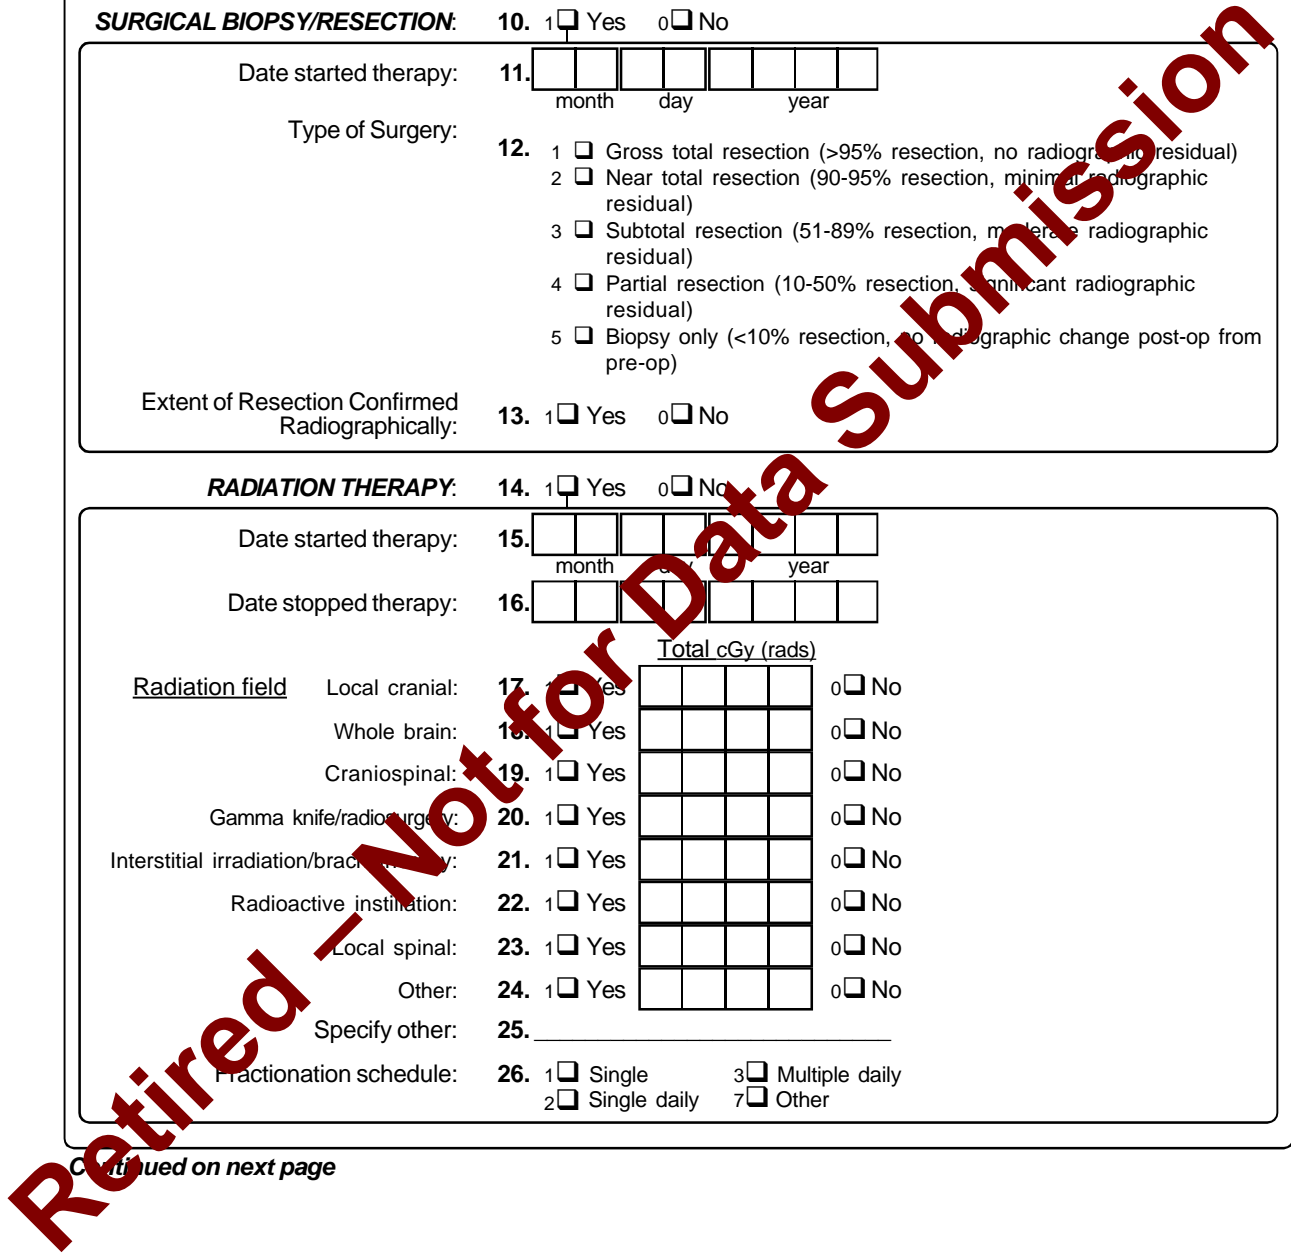 SURGICAL BIOPSY/RESECTION: 10. 1❑ Yes 0❑ No
Date started therapy: 11.
month day year
Type of Surgery:
12. 1 ❑ Gross total resection (>95% resection, no radiographic residual)
2 ❑ Near total resection (90-95% resection, minimal radiographic
residual)
3 ❑ Subtotal resection (51-89% resection, moderate radiographic
residual)
4 ❑ Partial resection (10-50% resection, significant radiographic
residual)
5 ❑ Biopsy only (<10% resection, no radiographic change post-op from
pre-op)
Extent of Resection Confirmed
Radiographically: 13. 1❑ Yes 0❑ No
RADIATION THERAPY: 14. 1❑ Yes 0❑ No
Date started therapy: 15.
month day year
Date stopped therapy: 16.
Total cGy (rads)
Radiation field Local cranial: 17. 1❑ Yes 0❑ No
Whole brain: 18. 1❑ Yes 0❑ No
Craniospinal: 19. 1❑ Yes 0❑ No
Gamma knife/radiosurgery: 20. 1❑ Yes 0❑ No
Interstitial irradiation/brachytherapy: 21. 1❑ Yes 0❑ No
Radioactive instillation: 22. 1❑ Yes 0❑ No
Local spinal: 23. 1❑ Yes 0❑ No
Other: 24. 1❑ Yes 0❑ No
Specify other: 25. ________________________________
Fractionation schedule: 26. 1❑ Single 3❑ Multiple daily
2❑ Single daily 7❑ Other
Continued on next page
Retired – Not for Data Submission